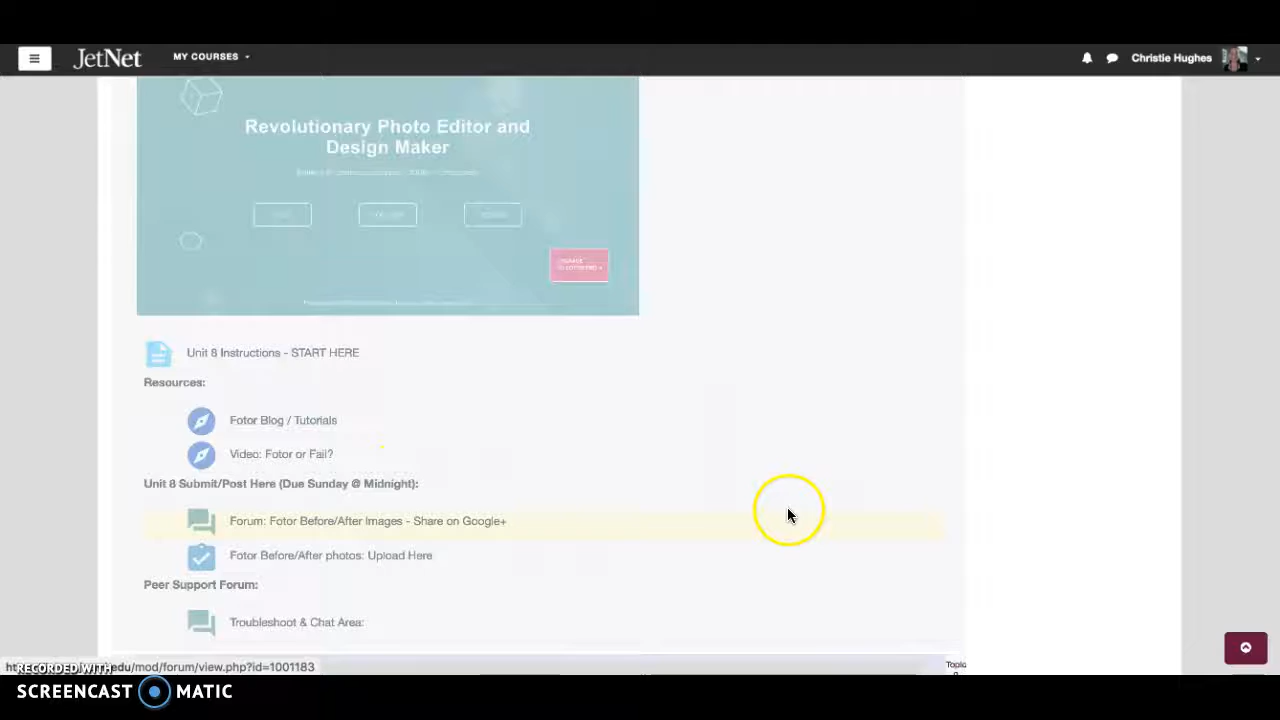 JetNet MY COURSES Christie Hughes
Revolutionary Photo Editor and
Design Maker
Unit 8 Instructions - START HERE
Resources:
Fotor Blog / Tutorials
Video: Fotor or Fail?
Unit 8 Submit/Post Here (Due Sunday @ Midnight):
Forum: Fotor Before/After Images - Share on Google+
Fotor Before/After photos: Upload Here
Peer Support Forum:
Troubleshoot & Chat Area:
Topic
edu/mod/forum/view.php?id=1001183
RECORDED WITH
SCREENCAST MATIC